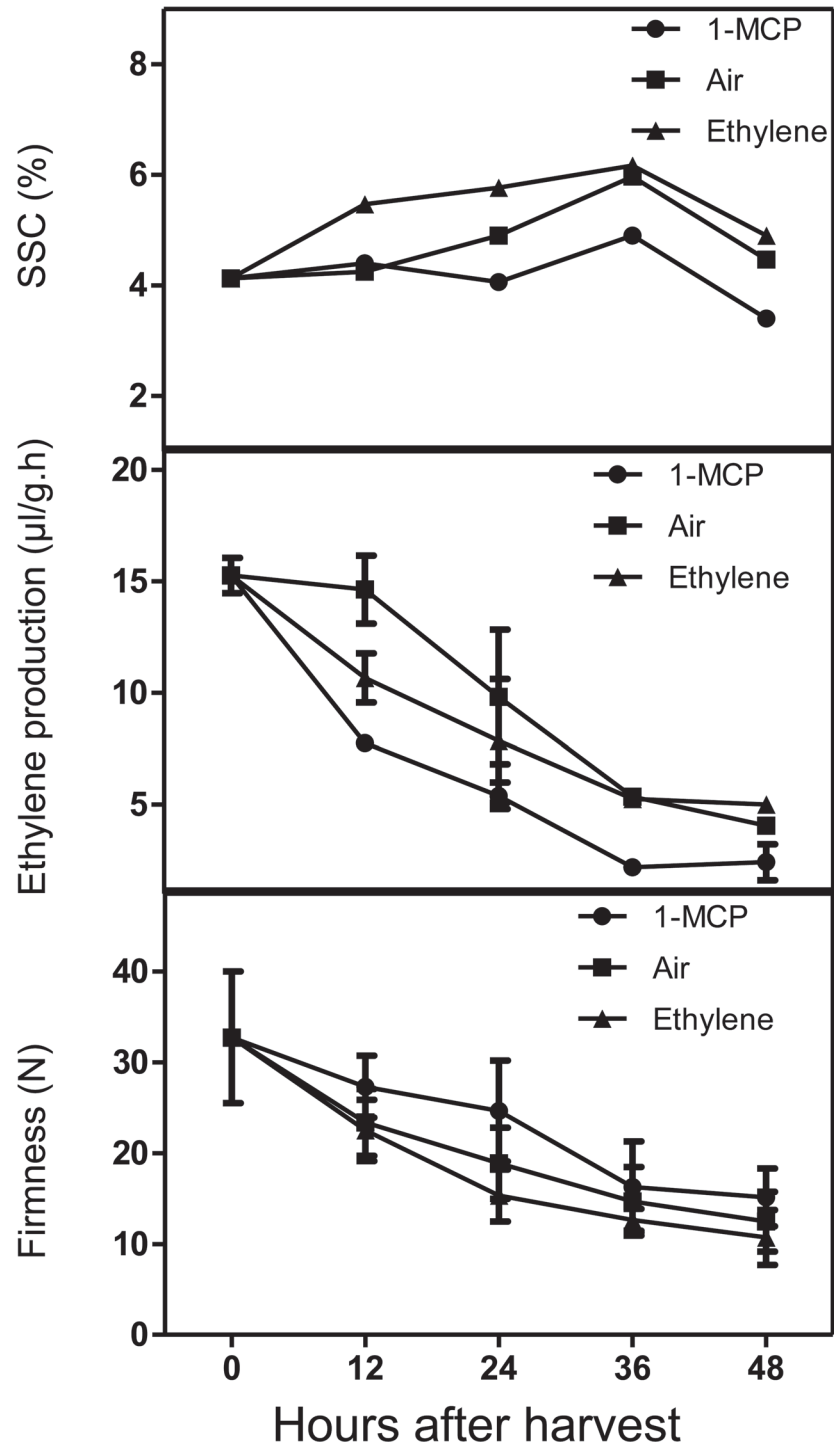 SSC (%)
8
6
4
2
1-MCP
Air
Ethylene
Ethylene production (µl/g.h)
20
15
10
5
1-MCP
Air
Ethylene
Firmness (N)
40
30
20
10
0
1-MCP
Air
Ethylene
0 12 24 36 48
Hours after harvest